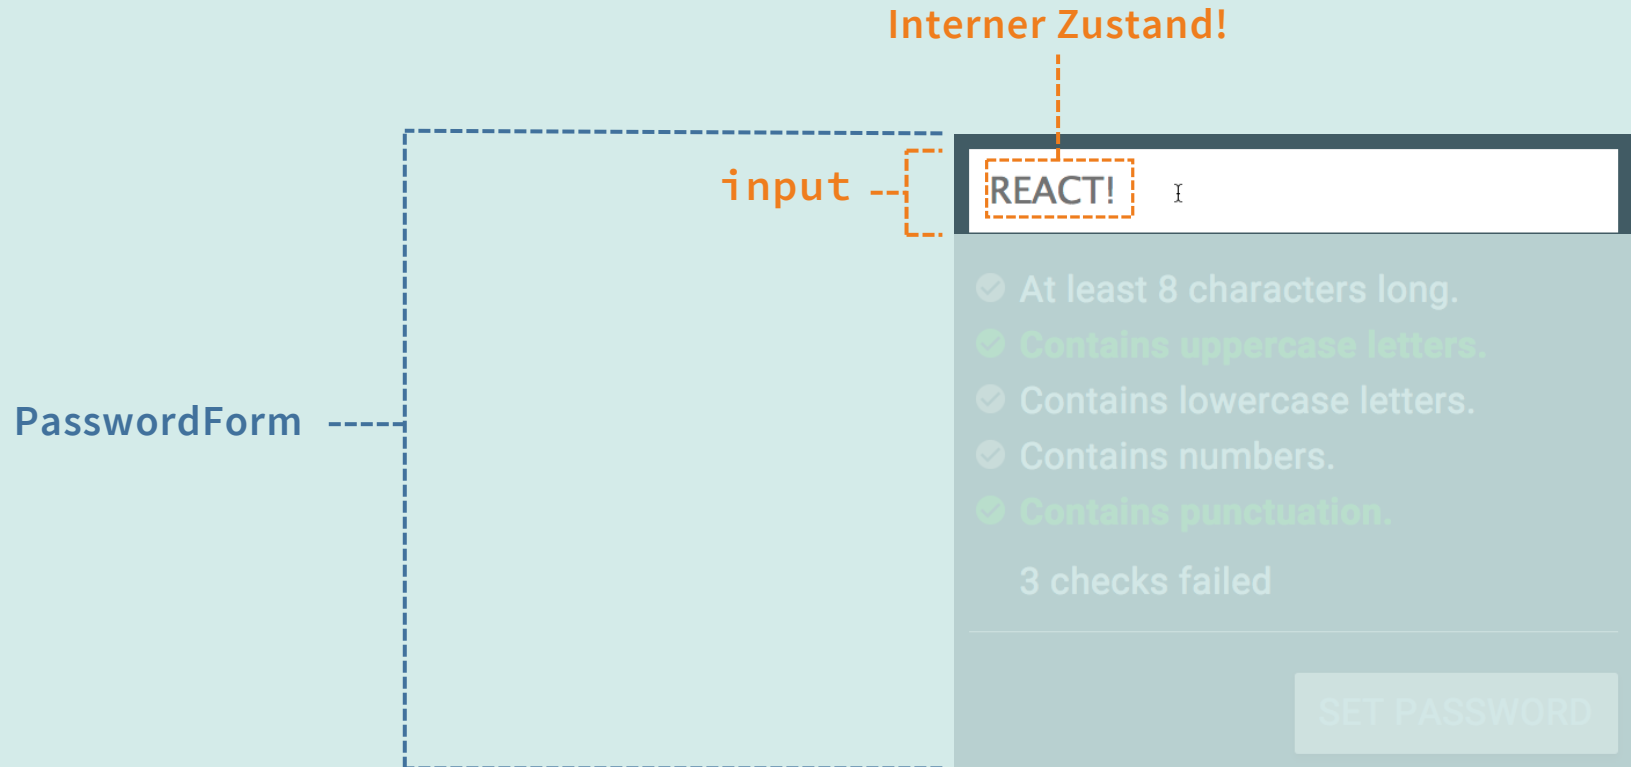 Interner Zustand!
input
REACT!
At least 8 characters long.
Contains uppercase letters.
Contains lowercase letters.
PasswordForm
Contains numbers.
Contains punctuation.
3 checks failed
SET PASSWORD